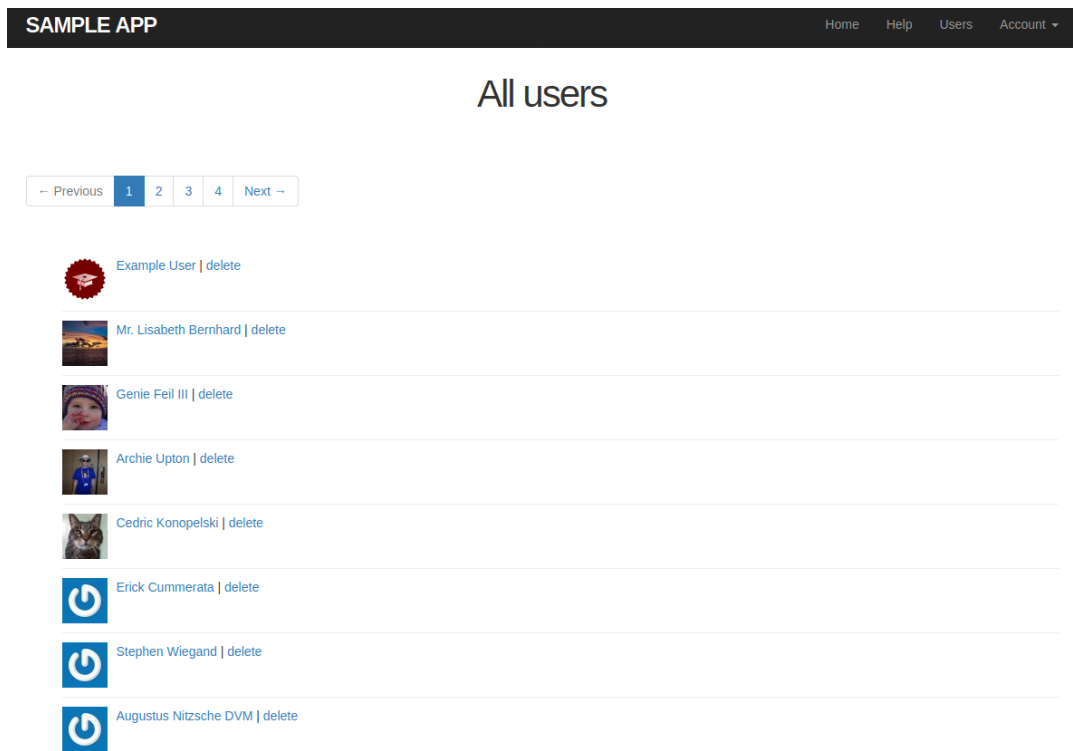 SAMPLE APP Home Help Users Account
All users
← Previous 1 2 3 4 Next →
Example User | delete
Mr. Lisabeth Bernhard | delete
Genie Feil III | delete
Archie Upton | delete
Cedric Konopelski | delete
Erick Cummerata | delete
Stephen Wiegand | delete
Augustus Nitzsche DVM | delete